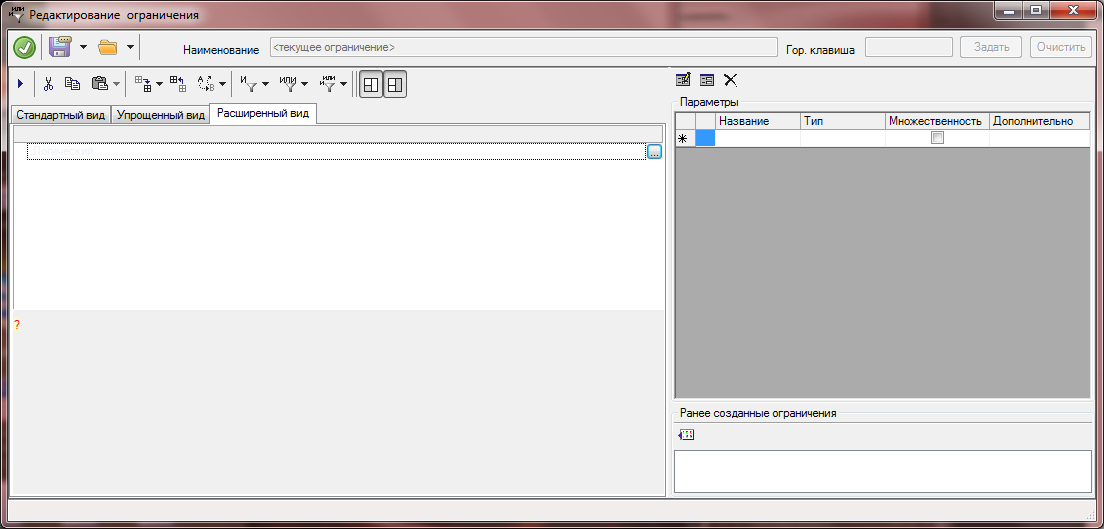 или
и Редактирование ограничения
Наименование <текущее ограничение> Гор. клавиша Задать Очистить
А Б В И ИЛИ ИЛИ И
Стандартный вид Упрощенный вид Расширенный вид
...
?
Параметры
Название Тип Множественность Дополнительно
Ранее созданные ограничения